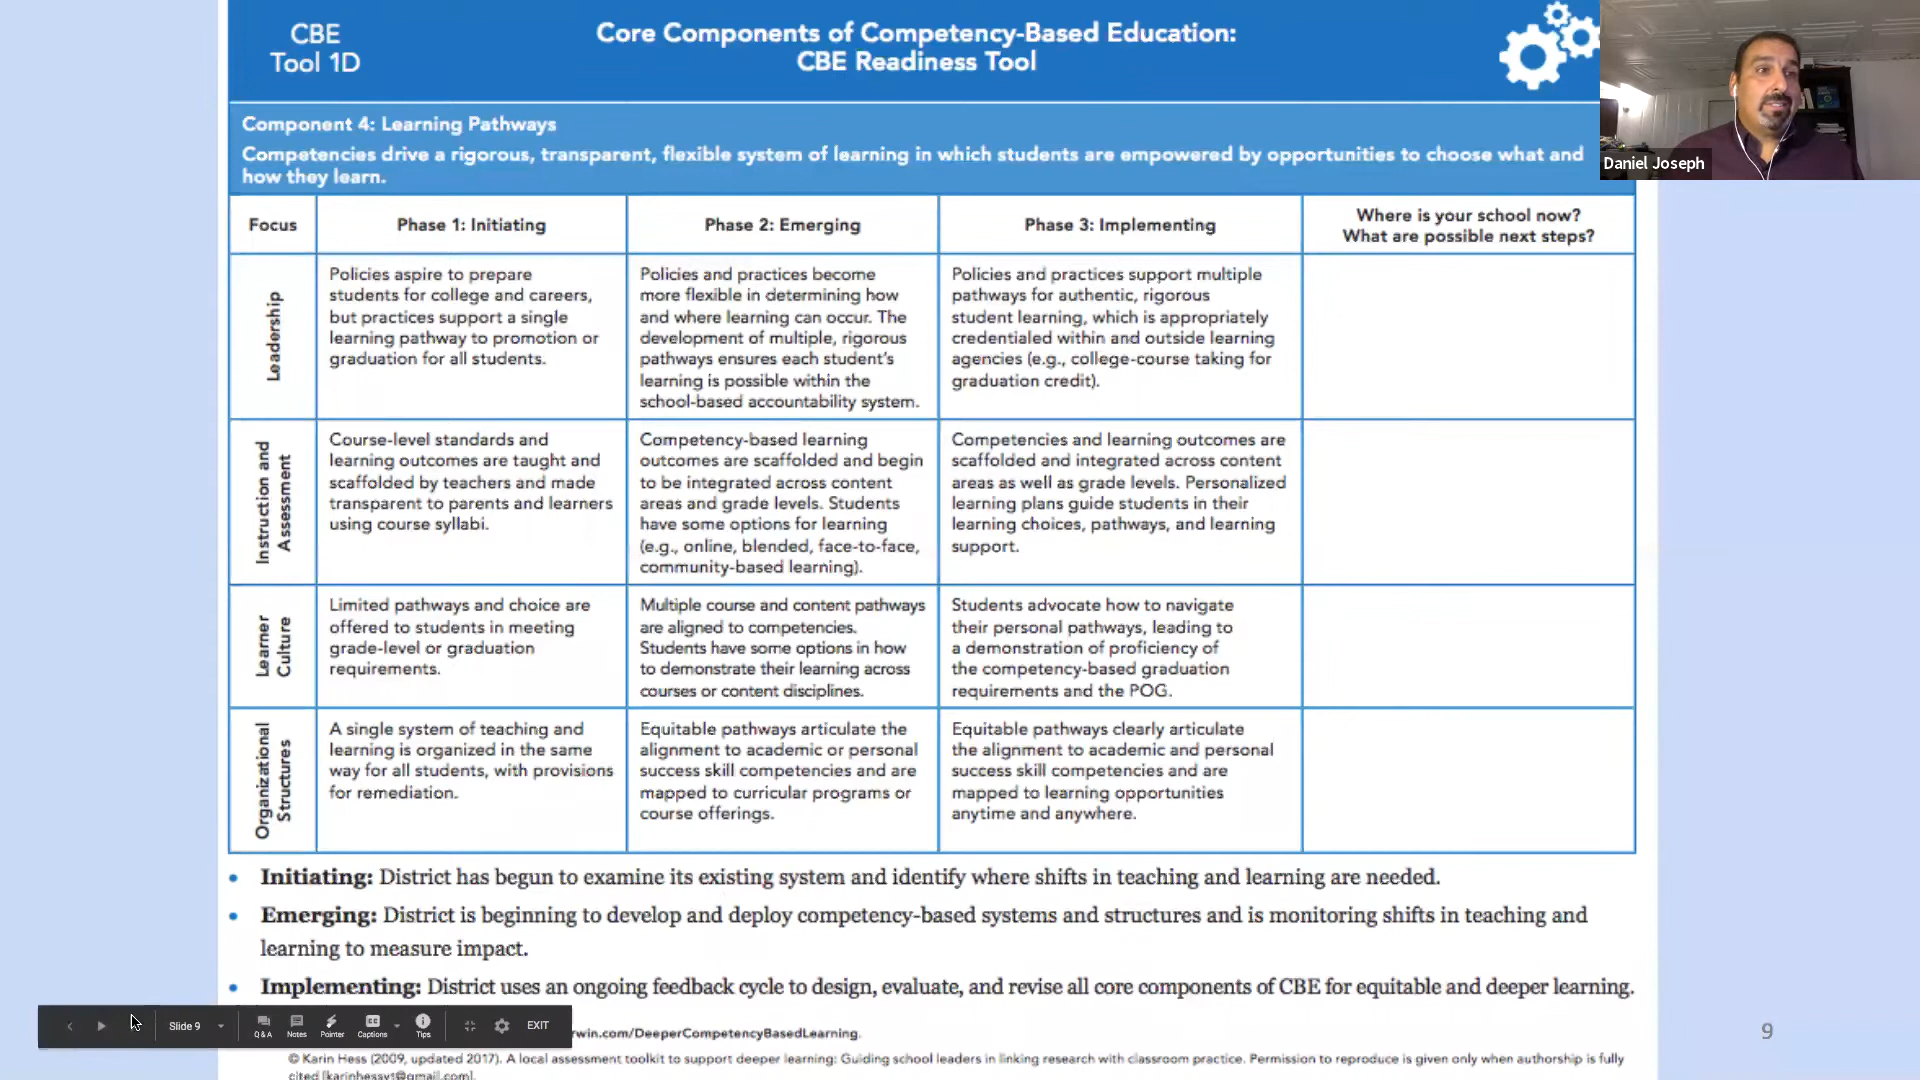 CBE
Tool 1D
Core Components of Competency-Based Education:
CBE Readiness Tool
Daniel Joseph
Component 4: Learning Pathways
Competencies drive a rigorous, transparent, flexible system of learning in which students are empowered by opportunities to choose what and
how they learn.
Focus
Phase 1: Initiating
Phase 2: Emerging
Phase 3: Implementing
Where is your school now?
What are possible next steps?
Leadership
Policies aspire to prepare
students for college and careers,
but practices support a single
learning pathway to promotion or
graduation for all students.
Policies and practices become
more flexible in determining how
and where learning can occur. The
development of multiple, rigorous
pathways ensures each student's
learning is possible within the
school-based accountability system.
Policies and practices support multiple
pathways for authentic, rigorous
student learning, which is appropriately
credentialed within and outside learning
agencies (e.g., college-course taking for
graduation credit).
Instruction and
Assessment
Course-level standards and
learning outcomes are taught and
scaffolded by teachers and made
transparent to parents and learners
using course syllabi.
Competency-based learning
outcomes are scaffolded and begin
to be integrated across content
areas and grade levels. Students
have some options for learning
(e.g., online, blended, face-to-face,
community-based learning).
Competencies and learning outcomes are
scaffolded and integrated across content
areas as well as grade levels. Personalized
learning plans guide students in their
learning choices, pathways, and learning
support.
Learner
Culture
Limited pathways and choice are
offered to students in meeting
grade-level or graduation
requirements.
Multiple course and content pathways
are aligned to competencies.
Students have some options in how
to demonstrate their learning across
courses or content disciplines.
Students advocate how to navigate
their personal pathways, leading to
a demonstration of proficiency of
the competency-based graduation
requirements and the POG.
Organizational
Structures
A single system of teaching and
learning is organized in the same
way for all students, with provisions
for remediation.
Equitable pathways articulate the
alignment to academic or personal
success skill competencies and are
mapped to curricular programs or
course offerings.
Equitable pathways clearly articulate
the alignment to academic and personal
success skill competencies and are
mapped to learning opportunities
anytime and anywhere.
• Initiating: District has begun to examine its existing system and identify where shifts in teaching and learning are needed.
• Emerging: District is beginning to develop and deploy competency-based systems and structures and is monitoring shifts in teaching and
learning to measure impact.
• Implementing: District uses an ongoing feedback cycle to design, evaluate, and revise all core components of CBE for equitable and deeper learning.
Slide 9
Q & A
Notes
Pointer
Captions
Tips
EXIT
rwin.com/DeeperCompetencyBasedLearning.
9
© Karin Hess (2009, updated 2017). A local assessment toolkit to support deeper learning: Guiding school leaders in linking research with classroom practice. Permission to reproduce is given only when authorship is fully
cited [karinhessvt@gmail.com].